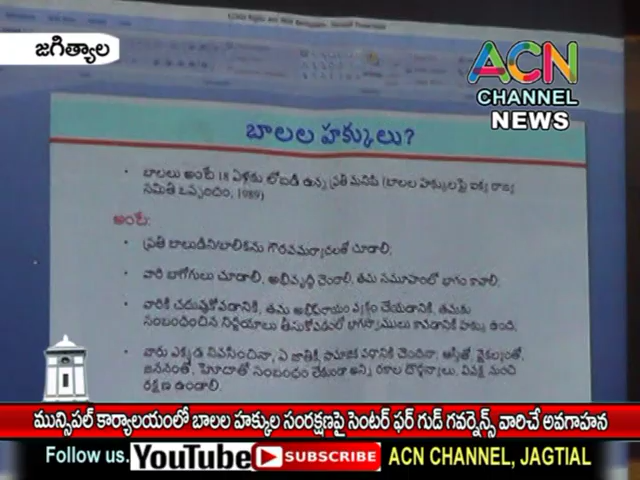 జగిత్యాల
ACN
CHANNEL
NEWS
బాలల హక్కులు?
• బాలలు అంటే 18 ఏళ్లకు లోబడి ఉన్న ప్రతి మనిషి (బాలల హక్కులపై ఐక్య రాజ్య
సమితి ఒప్పందం, 1989)
అంటే:
• ప్రతి బాలుడిని/బాలికను గౌరవమర్యాదలతో చూడాలి.
• వారి బాగోగులు చూడాలి, అభివృద్ధి చెందాలి, తమ సమూహంలో భాగం కావాలి.
• వారికి చదువుకోవడానికి, తమ అభిప్రాయం వ్యక్తం చేయడానికి, తమకు
సంబంధించిన నిర్ణయాలు తీసుకోవడంలో భాగస్వాములు కావడానికి హక్కు ఉంది.
• వారు ఎక్కడ నివసించినా, ఏ జాతికి, సామాజిక వర్గానికి చెందినా, ఆస్తితో, వైకల్యంతో,
జననంతో, హోదాతో సంబంధం లేకుండా అన్ని రకాల దౌర్జన్యాలు, వివక్ష నుంచి
రక్షణ ఉండాలి.
మున్సిపల్ కార్యాలయంలో బాలల హక్కుల సంరక్షణపై సెంటర్ ఫర్ గుడ్ గవర్నెన్స్ వారిచే అవగాహన
Follow us. YouTube SUBSCRIBE ACN CHANNEL, JAGTIAL